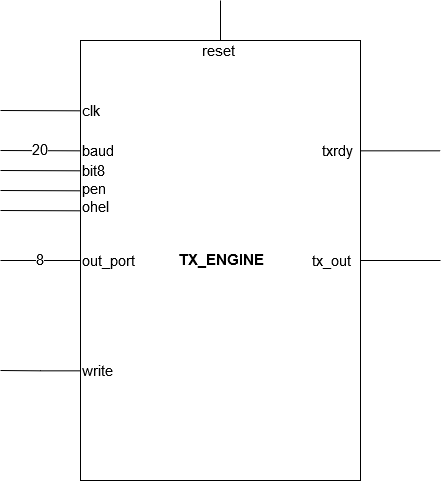 reset
clk
20 baud txrdy
bit8
pen
ohel
8 out_port TX_ENGINE tx_out
write